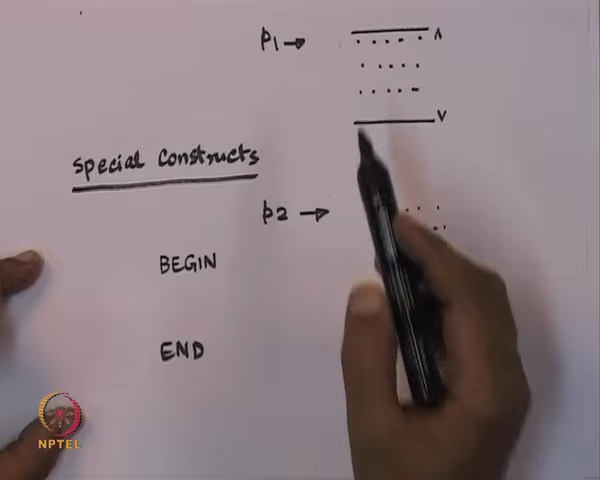 P1 →
^
v
Special Constructs
P2 →
BEGIN
END
NPTEL